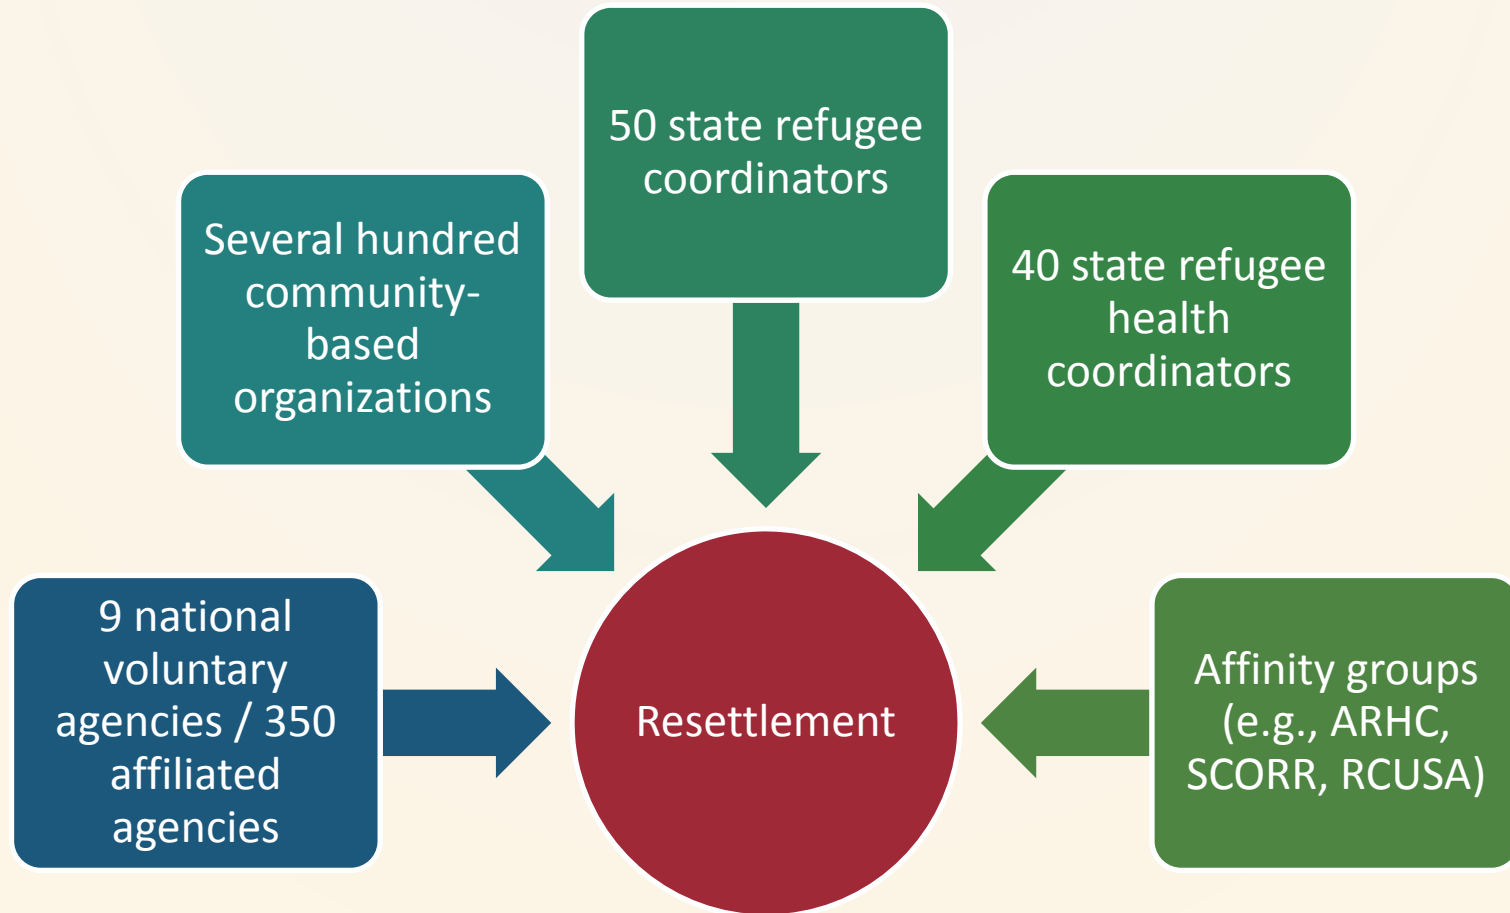 50 state refugee
coordinators
Several hundred
community-
based
organizations
40 state refugee
health
coordinators
9 national
voluntary
agencies / 350
affiliated
agencies
Resettlement
Affinity groups
(e.g., ARHC,
SCORR, RCUSA)